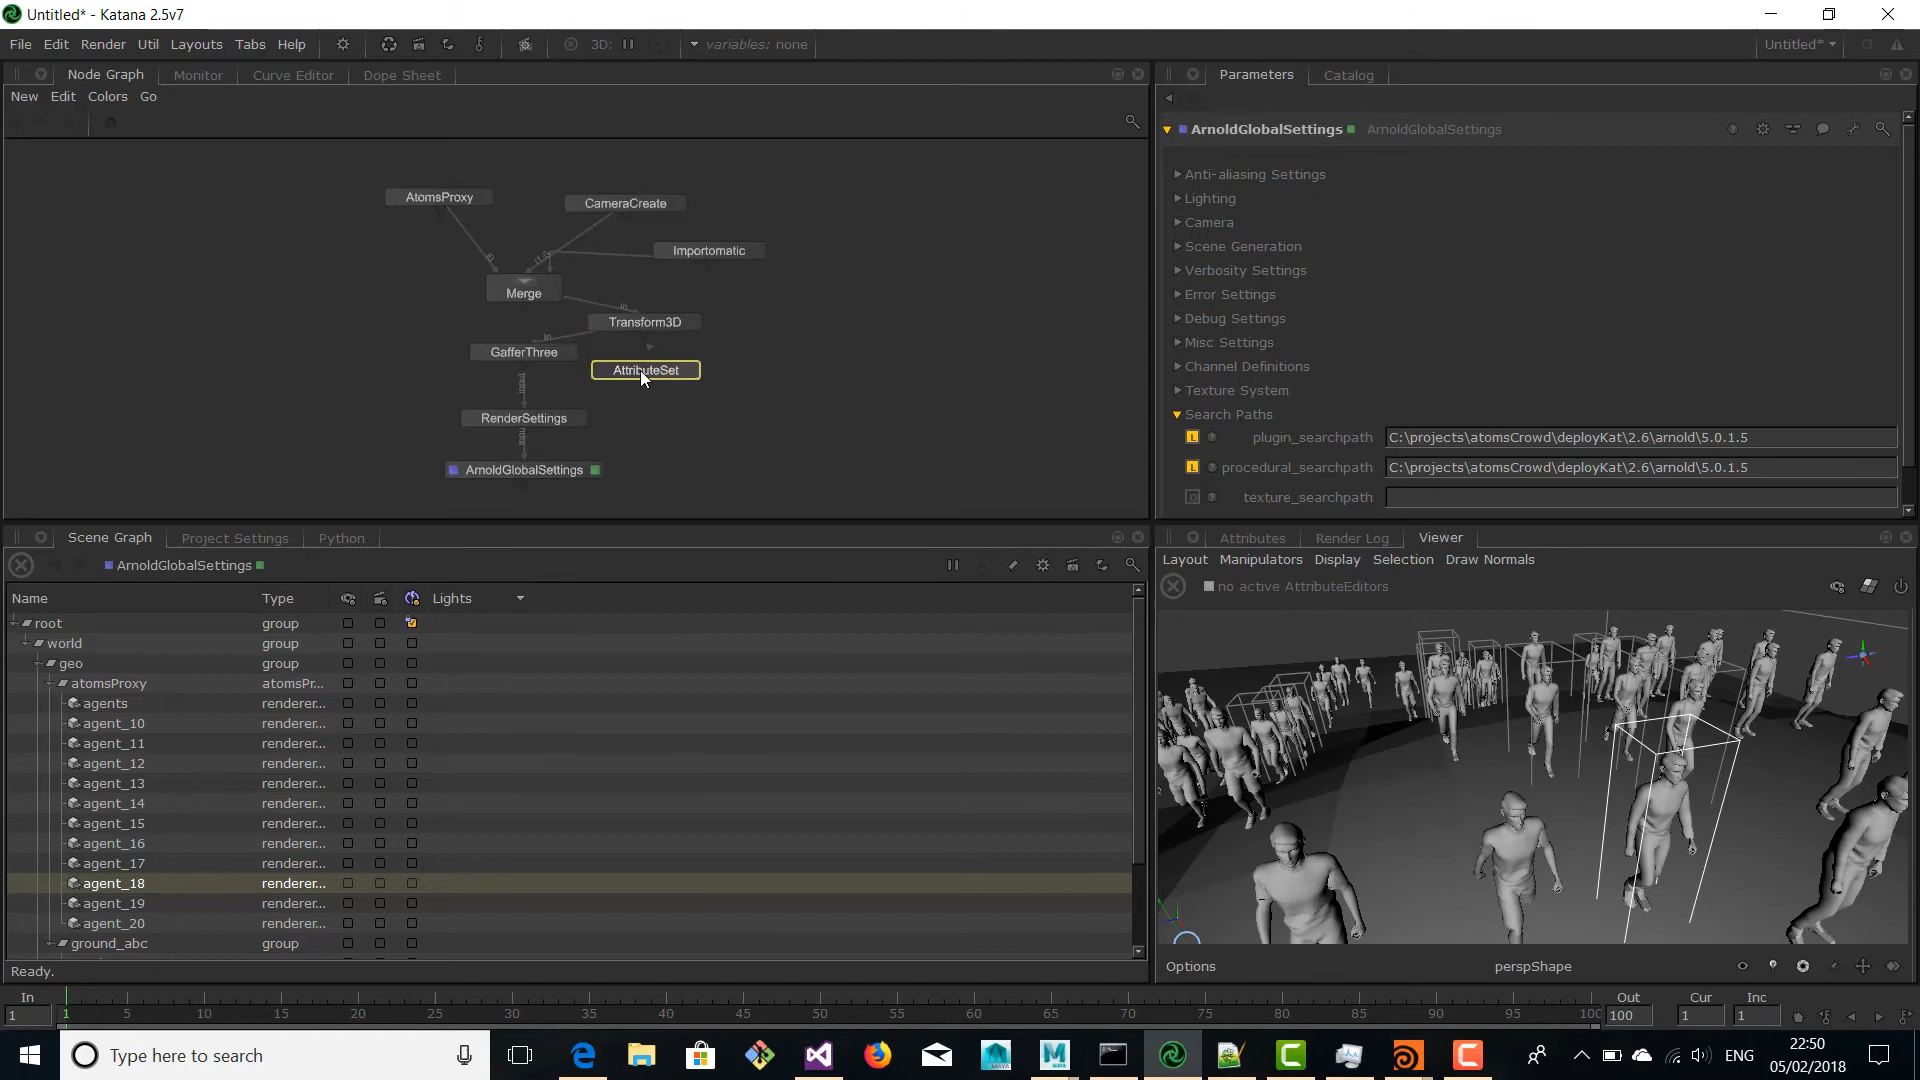 Untitled* - Katana 2.5v7
File Edit Render Util Layouts Tabs Help 3D: variables: none Untitled*
Node Graph Monitor Curve Editor Dope Sheet
New Edit Colors Go
AtomsProxy
CameraCreate
Importomatic
Merge
Transform3D
GafferThree
AttributeSet
RenderSettings
ArnoldGlobalSettings
in
in
in
Parameters Catalog
ArnoldGlobalSettings ArnoldGlobalSettings
Anti-aliasing Settings
Lighting
Camera
Scene Generation
Verbosity Settings
Error Settings
Debug Settings
Misc Settings
Channel Definitions
Texture System
Search Paths
L plugin_searchpath C:\projects\atomsCrowd\deployKat\2.6\arnold\5.0.1.5
L procedural_searchpath C:\projects\atomsCrowd\deployKat\2.6\arnold\5.0.1.5
D texture_searchpath
Scene Graph Project Settings Python
ArnoldGlobalSettings
Name Type Lights
root group
world group
geo group
atomsProxy atomsPr...
agents renderer...
agent_10 renderer...
agent_11 renderer...
agent_12 renderer...
agent_13 renderer...
agent_14 renderer...
agent_15 renderer...
agent_16 renderer...
agent_17 renderer...
agent_18 renderer...
agent_19 renderer...
agent_20 renderer...
ground_abc group
Ready.
Attributes Render Log Viewer
Layout Manipulators Display Selection Draw Normals
no active AttributeEditors
Options perspShape
In Out Cur Inc
1 1 5 10 15 20 25 30 35 40 45 50 55 60 65 70 75 80 85 90 95 100 100 1 1
Type here to search
ENG
22:50
05/02/2018